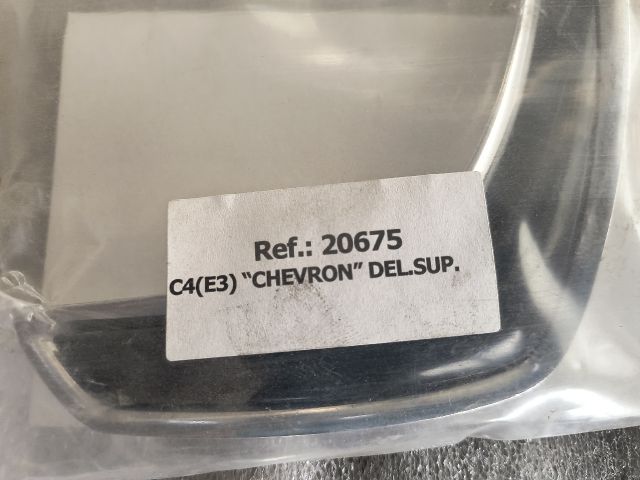 Ref.: 20675
C4(E3) “CHEVRON” DEL.SUP.